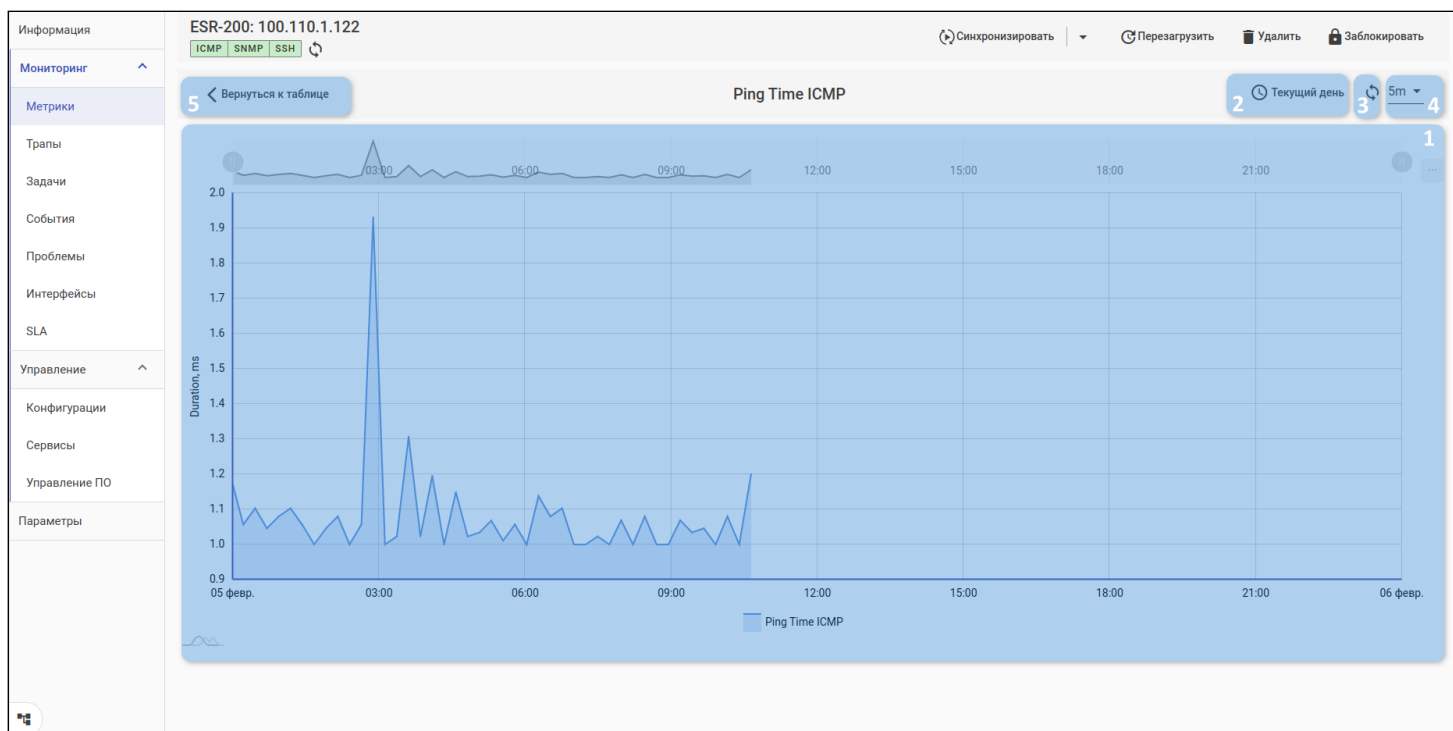 Информация
Мониторинг
Метрики
Трапы
Задачи
События
Проблемы
Интерфейсы
SLA
Управление
Конфигурации
Сервисы
Управление ПО
Параметры
ESR-200: 100.110.1.122
ICMP SNMP SSH
Синхронизировать Перезагрузить Удалить Заблокировать
5 Вернуться к таблице Ping Time ICMP 2 Текущий день 3 5m 4
1
03:00 06:00 09:00 12:00 15:00 18:00 21:00
...
2.0
1.9
1.8
1.7
1.6
1.5
1.4
1.3
1.2
1.1
1.0
0.9
Duration, ms
05 февр. 03:00 06:00 09:00 12:00 15:00 18:00 21:00 06 февр.
Ping Time ICMP